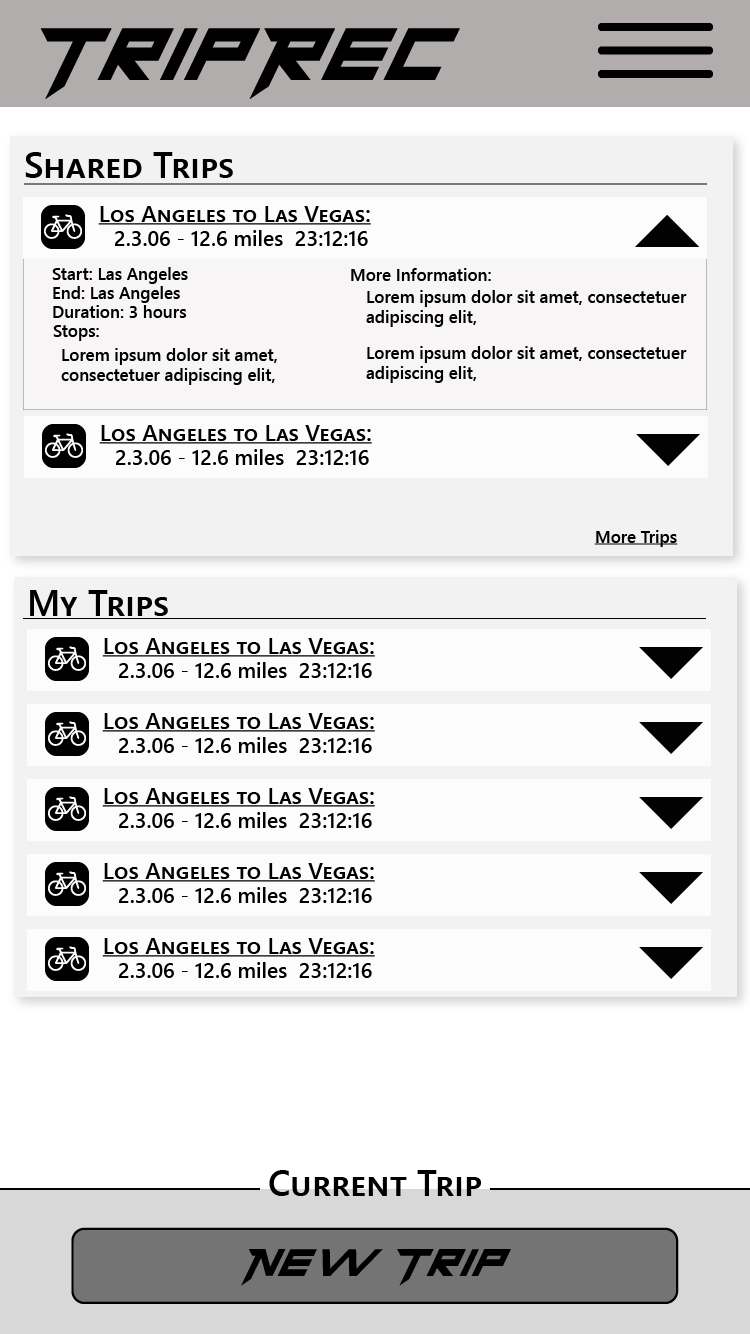 TRIPREC
Shared Trips
Los Angeles to Las Vegas:
2.3.06 - 12.6 miles 23:12:16
Start: Las Angeles
End: Las Angeles
Duration: 3 hours
Stops:
Lorem ipsum dolor sit amet,
consectetuer adipiscing elit,
More Information:
Lorem ipsum dolor sit amet, consectetuer
adipiscing elit,
Lorem ipsum dolor sit amet, consectetuer
adipiscing elit,
Los Angeles to Las Vegas:
2.3.06 - 12.6 miles 23:12:16
More Trips
My Trips
Los Angeles to Las Vegas:
2.3.06 - 12.6 miles 23:12:16
Los Angeles to Las Vegas:
2.3.06 - 12.6 miles 23:12:16
Los Angeles to Las Vegas:
2.3.06 - 12.6 miles 23:12:16
Los Angeles to Las Vegas:
2.3.06 - 12.6 miles 23:12:16
Los Angeles to Las Vegas:
2.3.06 - 12.6 miles 23:12:16
Current Trip
New Trip